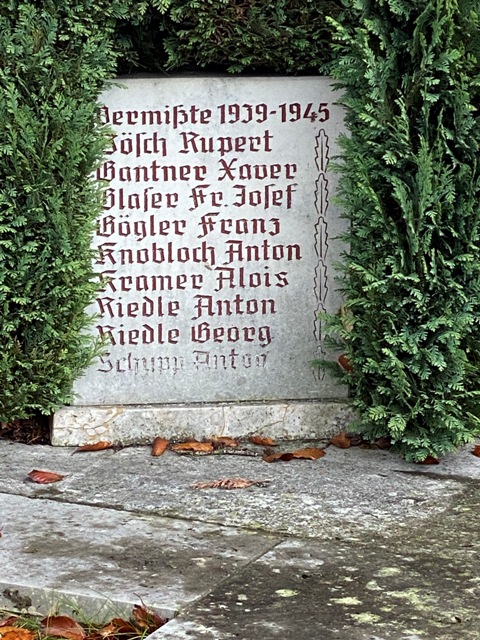 Vermißte 1939-1945
Bösch Rupert
Gantner Xaver
Glaser Fr. Josef
Gögler Franz
Knobloch Anton
Kramer Alois
Riedle Anton
Riedle Georg
Schupp Anton